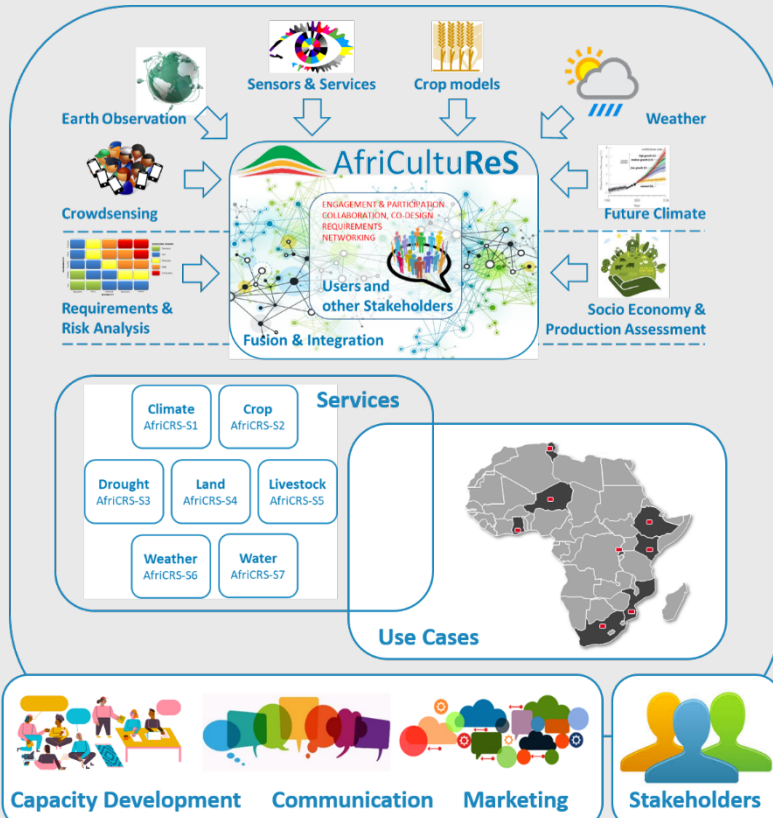 Sensors & Services
Crop models
Earth Observation
Weather
AfriCultuReS
ENGAGEMENT & PARTICIPATION
COLLABORATION, CO-DESIGN
REQUIREMENTS
NETWORKING
Crowdsensing
Future Climate
Users and
other Stakeholders
Requirements &
Risk Analysis
Socio Economy &
Production Assessment
Fusion & Integration
Services
Climate
AfriCRS-S1
Crop
AfriCRS-S2
Drought
AfriCRS-S3
Land
AfriCRS-S4
Livestock
AfriCRS-S5
Weather
AfriCRS-S6
Water
AfriCRS-S7
Use Cases
Capacity Development
Communication
Marketing
Stakeholders